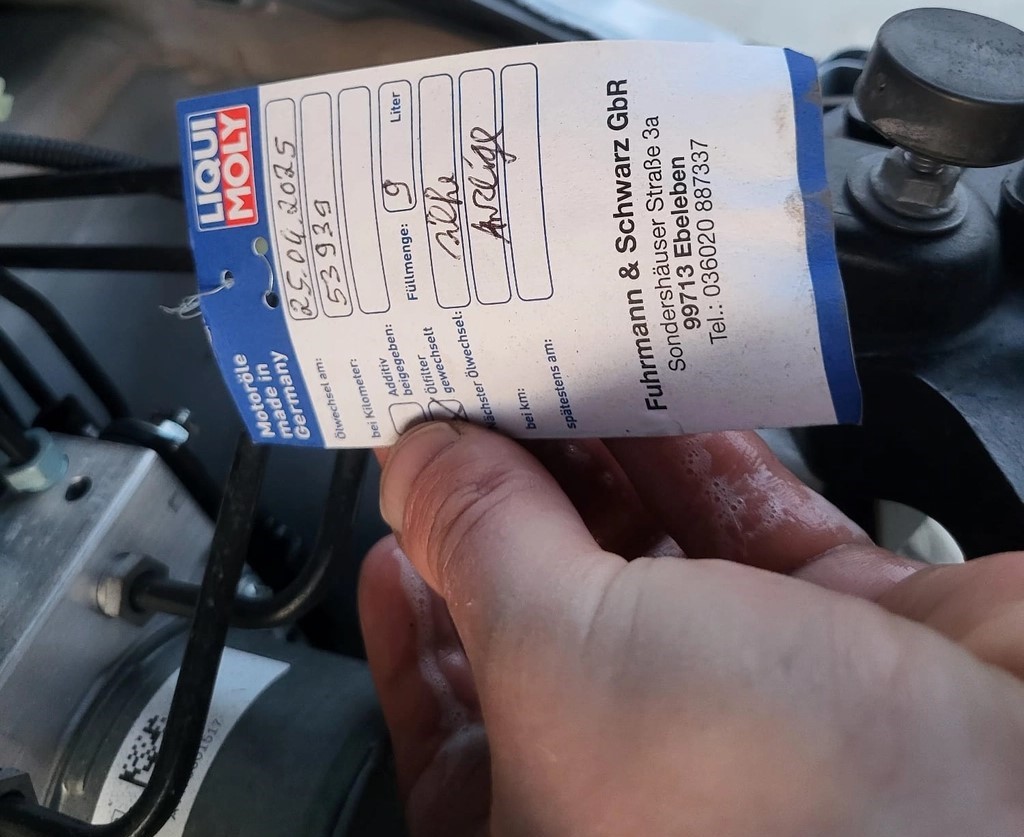 LIQUI
MOLY
Motoröle
made in
Germany
Ölwechsel am: 25.04.2025
bei Kilometer: 53939
Additiv
beigegeben:
Füllmenge: 9 Liter
Ölfilter
gewechselt
Nächster Ölwechsel: siehe
bei km: Anzeige
spätestens am:
Fuhrmann & Schwarz GbR
Sondershäuser Straße 3a
99713 Ebeleben
Tel.: 036020 887337